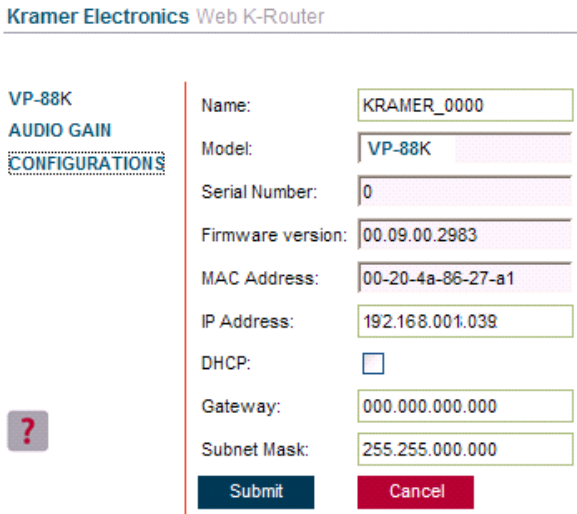 Kramer Electronics Web K-Router
VP-88K
AUDIO GAIN
CONFIGURATIONS
Name: KRAMER_0000
Model: VP-88K
Serial Number: 0
Firmware version: 00.09.00.2983
MAC Address: 00-20-4a-86-27-a1
IP Address: 192.168.001.039
DHCP:
Gateway: 000.000.000.000
Subnet Mask: 255.255.000.000
?
Submit Cancel